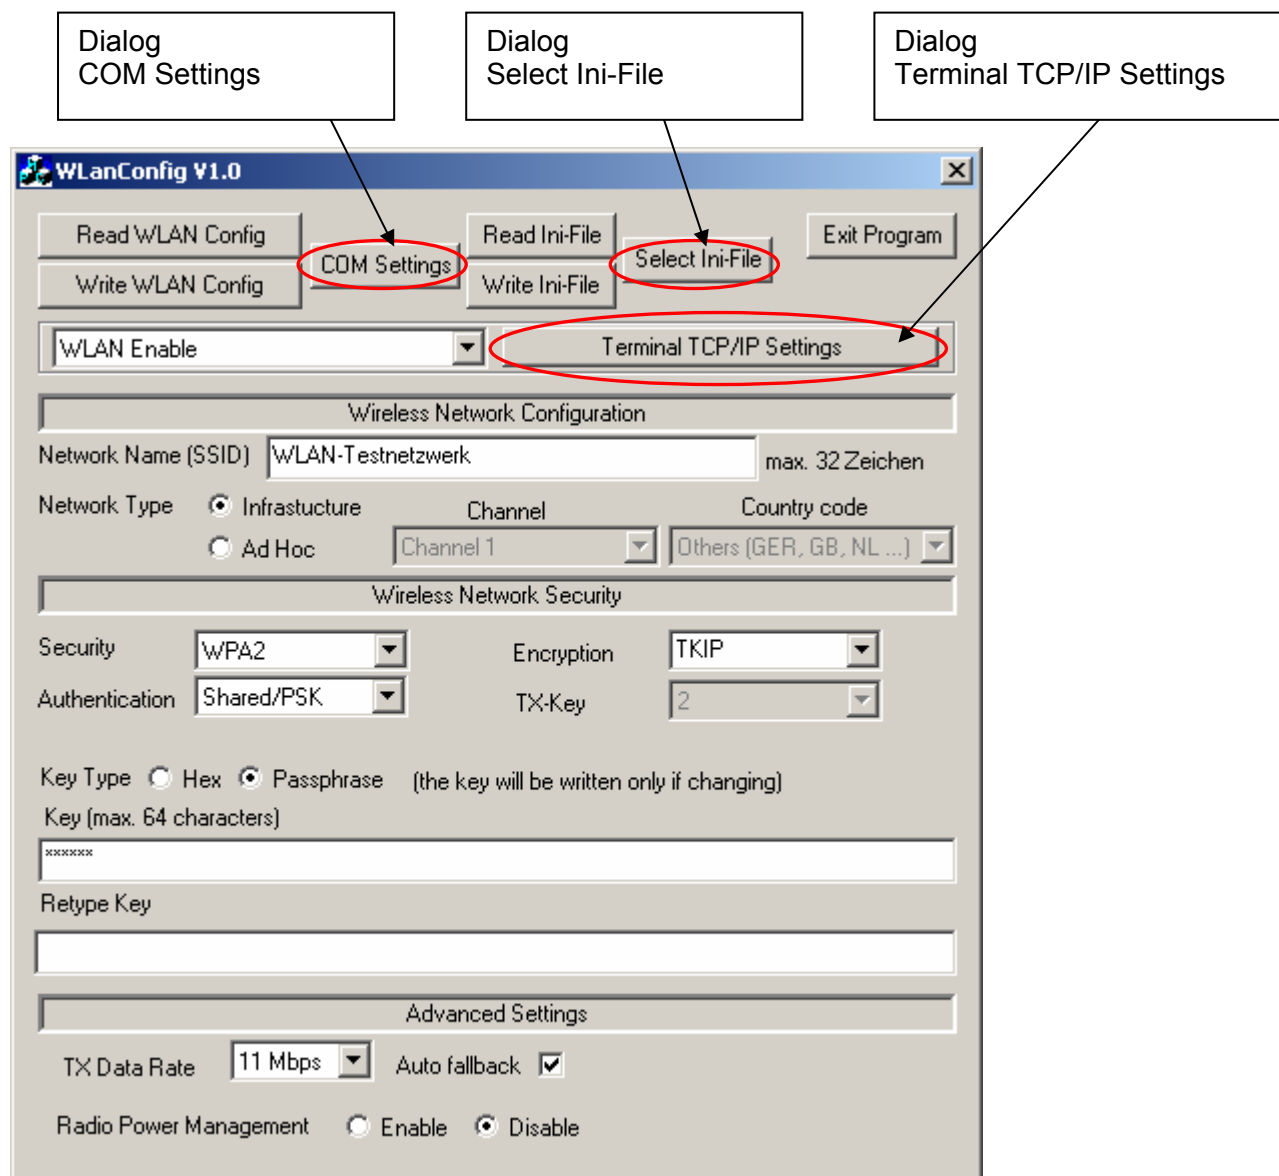 Dialog
COM Settings
Dialog
Select Ini-File
Dialog
Terminal TCP/IP Settings
WLanConfig V1.0
Read WLAN Config
Write WLAN Config
COM Settings
Read Ini-File
Write Ini-File
Select Ini-File
Exit Program
WLAN Enable
Terminal TCP/IP Settings
Wireless Network Configuration
Network Name (SSID) WLAN-Testnetzwerk max. 32 Zeichen
Network Type Infrastucture Channel Country code
Ad Hoc Channel 1 Others (GER, GB, NL ...)
Wireless Network Security
Security WPA2 Encryption TKIP
Authentication Shared/PSK TX-Key 2
Key Type Hex Passphrase (the key will be written only if changing)
Key (max. 64 characters)
××××××
Retype Key
Advanced Settings
TX Data Rate 11 Mbps Auto fallback
Radio Power Management Enable Disable